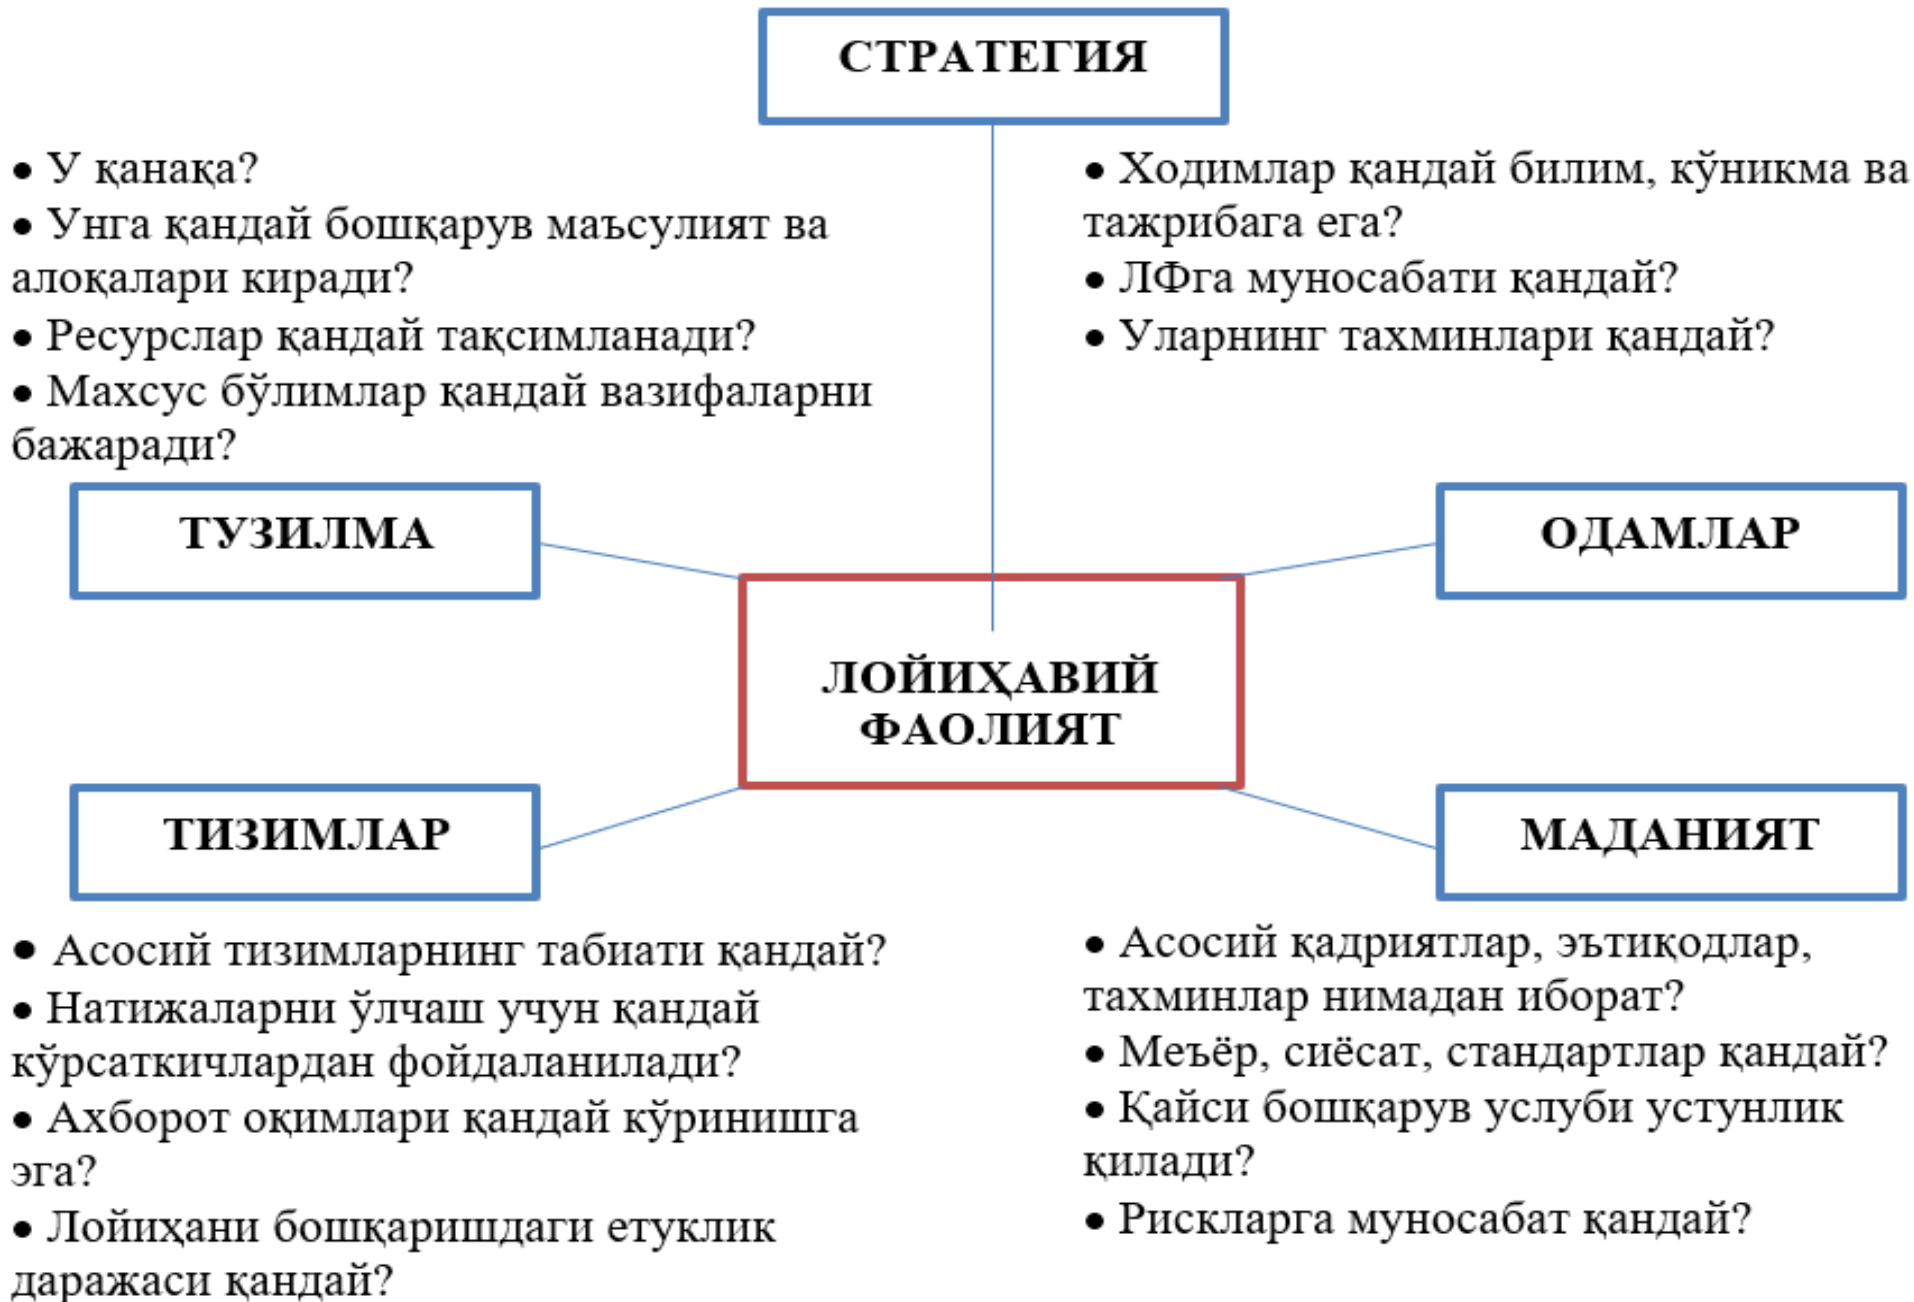 СТРАТЕГИЯ
● У қанақа?
● Унга қандай бошқарув маъсулият ва
алоқалари киради?
● Ресурслар қандай тақсимланади?
● Махсус бўлимлар қандай вазифаларни
бажаради?
● Ходимлар қандай билим, кўникма ва
тажрибага ега?
● ЛФга муносабати қандай?
● Уларнинг тахминлари қандай?
ТУЗИЛМА
ОДАМЛАР
ЛОЙИҲАВИЙ
ФАОЛИЯТ
ТИЗИМЛАР
МАДАНИЯТ
● Асосий тизимларнинг табиати қандай?
● Натижаларни ўлчаш учун қандай
кўрсаткичлардан фойдаланилади?
● Ахборот оқимлари қандай кўринишга
эга?
● Лойиҳани бошқаришдаги етуклик
даражаси қандай?
● Асосий қадриятлар, эътиқодлар,
тахминлар нимадан иборат?
● Меъёр, сиёсат, стандартлар қандай?
● Қайси бошқарув услуби устунлик
қилади?
● Рискларга муносабат қандай?